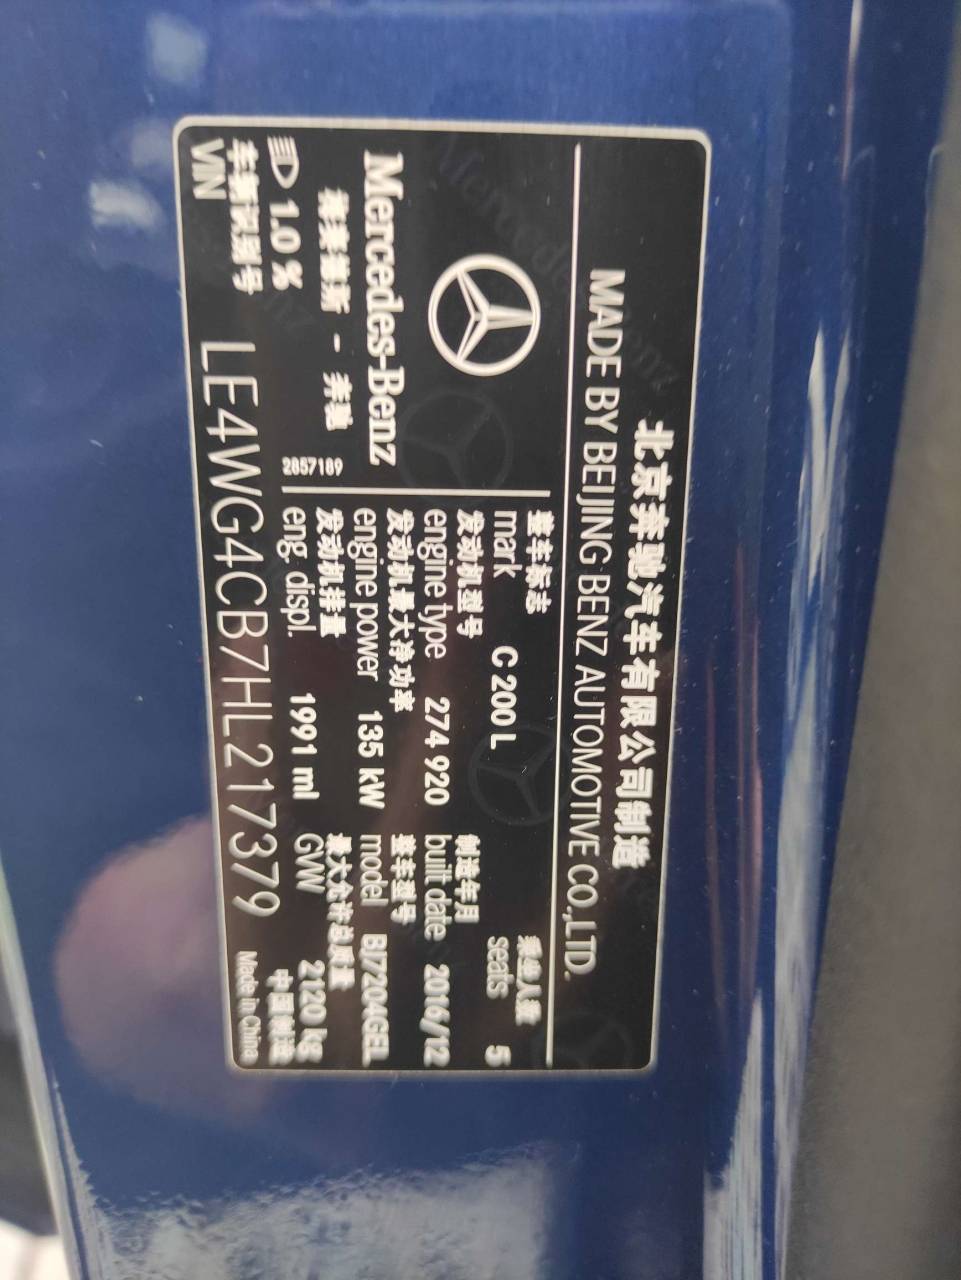 北京奔驰汽车有限公司制造
MADE BY BEIJING BENZ AUTOMOTIVE CO.,LTD.
Mercedes-Benz
梅赛德斯 - 奔驰
2857189
1.0 %
整车标志
mark C 200 L
乘坐人数
seats 5
发动机型号
engine type 274 920
制造年月
built date 2016/12
发动机最大净功率
engine power 135 kW
整车型号
model BJ7204GEL
发动机排量
eng. displ. 1991 ml
最大允许总质量
GVW 2120 kg
车辆识别号
VIN LE4WG4CB7HL217379
中国制造
Made in China